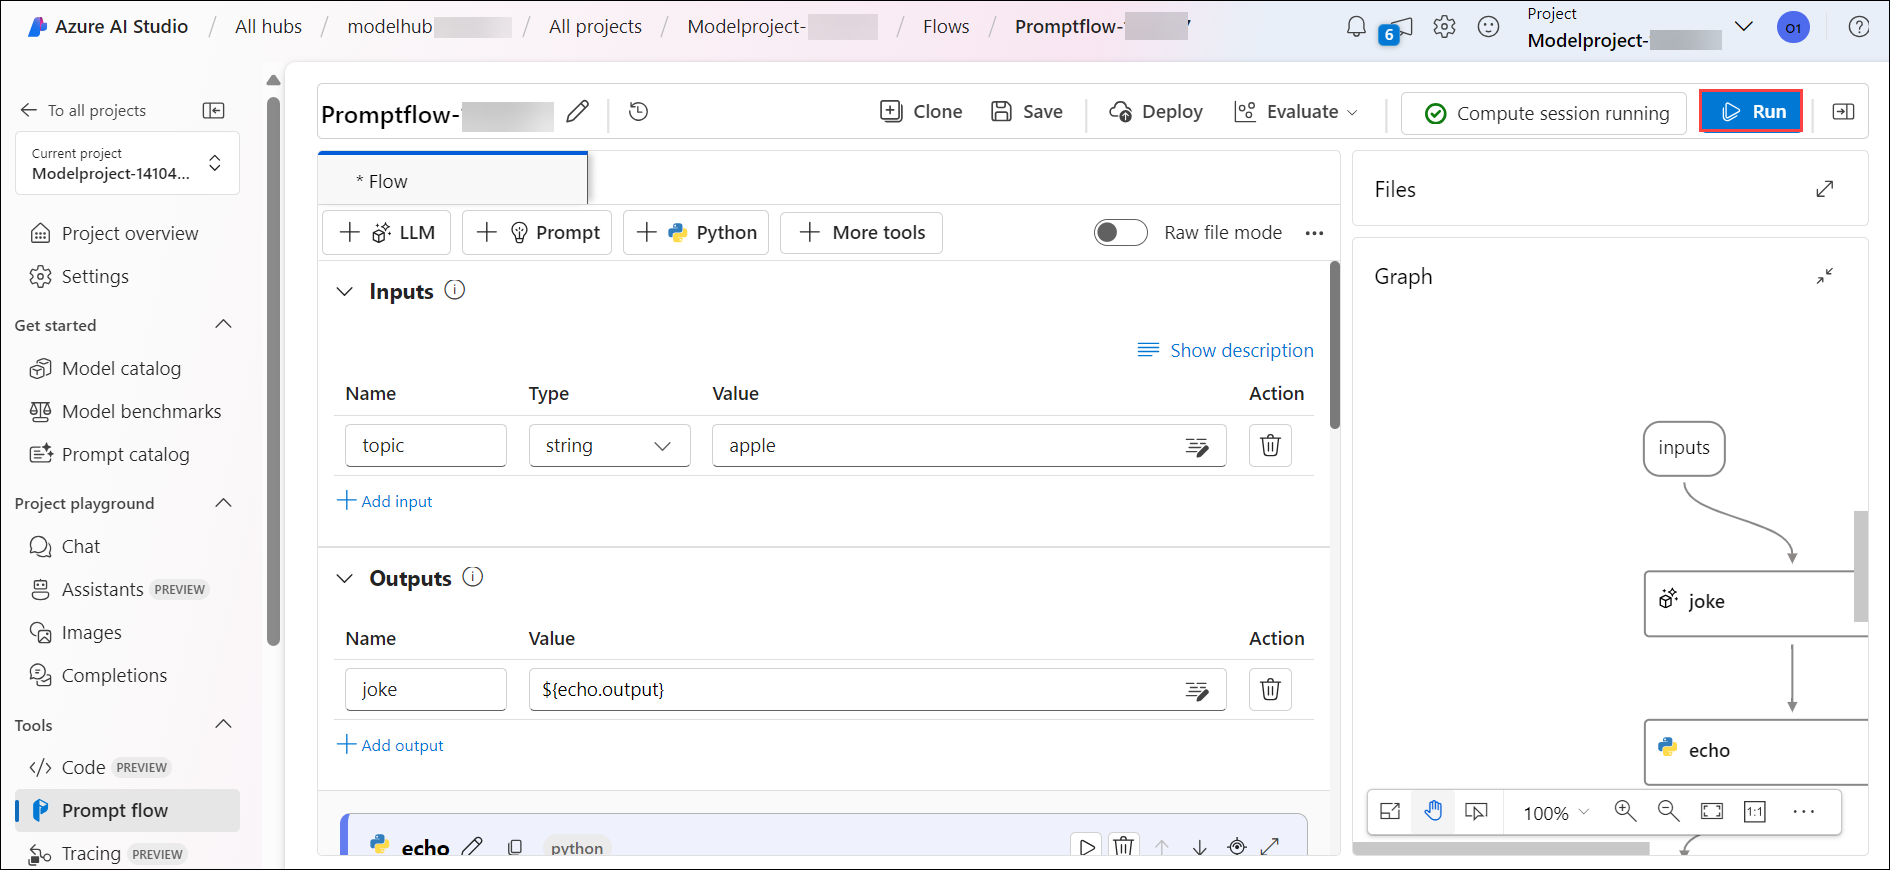 Azure AI Studio / All hubs / modelhub / All projects / Modelproject- / Flows / Promptflow-
6
Project
Modelproject-
O1
To all projects
Current project
Modelproject-14104...
Project overview
Settings
Get started
Model catalog
Model benchmarks
Prompt catalog
Project playground
Chat
Assistants PREVIEW
Images
Completions
Tools
Code PREVIEW
Prompt flow
Tracing PREVIEW
Promptflow-
Clone Save Deploy Evaluate Compute session running Run
* Flow
LLM Prompt Python More tools Raw file mode
Inputs
Show description
Name Type Value Action
topic string apple
Add input
Outputs
Name Value Action
joke ${echo.output}
Add output
echo python
Files
Graph
inputs
joke
echo
100% 1:1